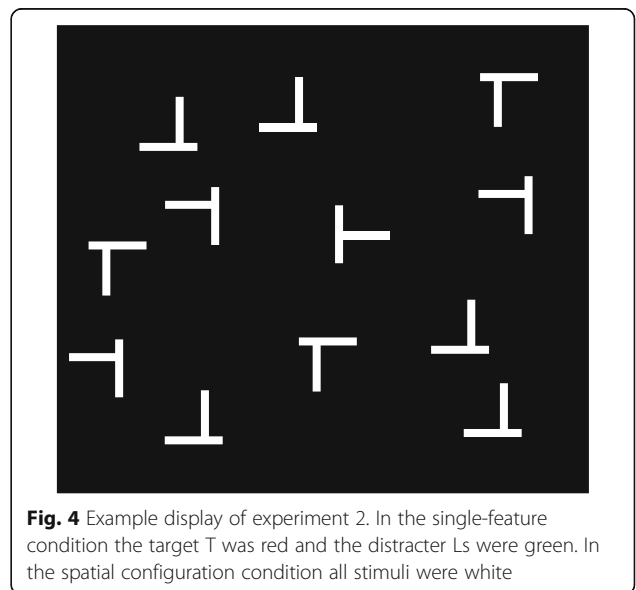 Fig. 4 Example display of experiment 2. In the single-feature
condition the target T was red and the distracter Ls were green. In
the spatial configuration condition all stimuli were white